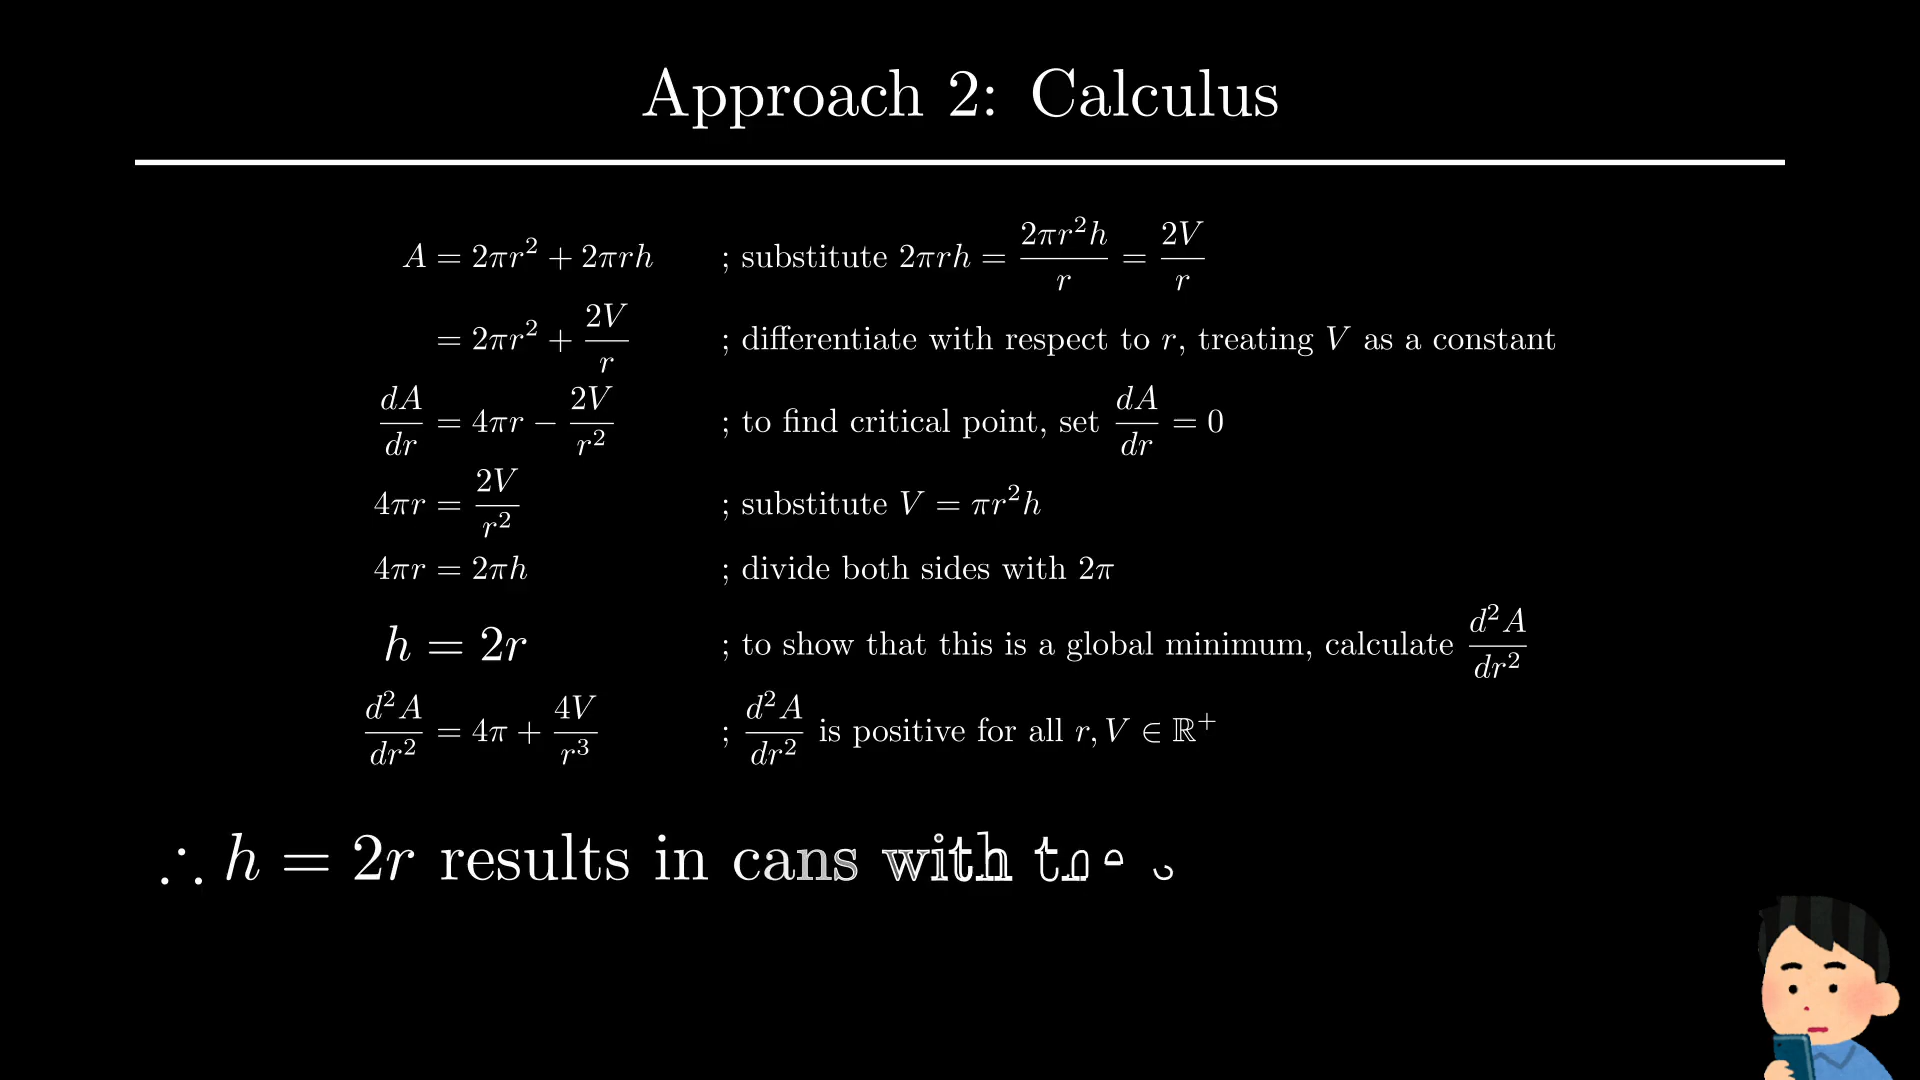 Approach 2: Calculus
A = 2πr² + 2πrh ; substitute 2πrh = 2πr²h / r = 2V / r
= 2πr² + 2V / r ; differentiate with respect to r, treating V as a constant
dA / dr = 4πr − 2V / r² ; to find critical point, set dA / dr = 0
4πr = 2V / r² ; substitute V = πr²h
4πr = 2πh ; divide both sides with 2π
h = 2r ; to show that this is a global minimum, calculate d²A / dr²
d²A / dr² = 4π + 4V / r³ ; d²A / dr² is positive for all r, V ∈ ℝ⁺
∴ h = 2r results in cans with